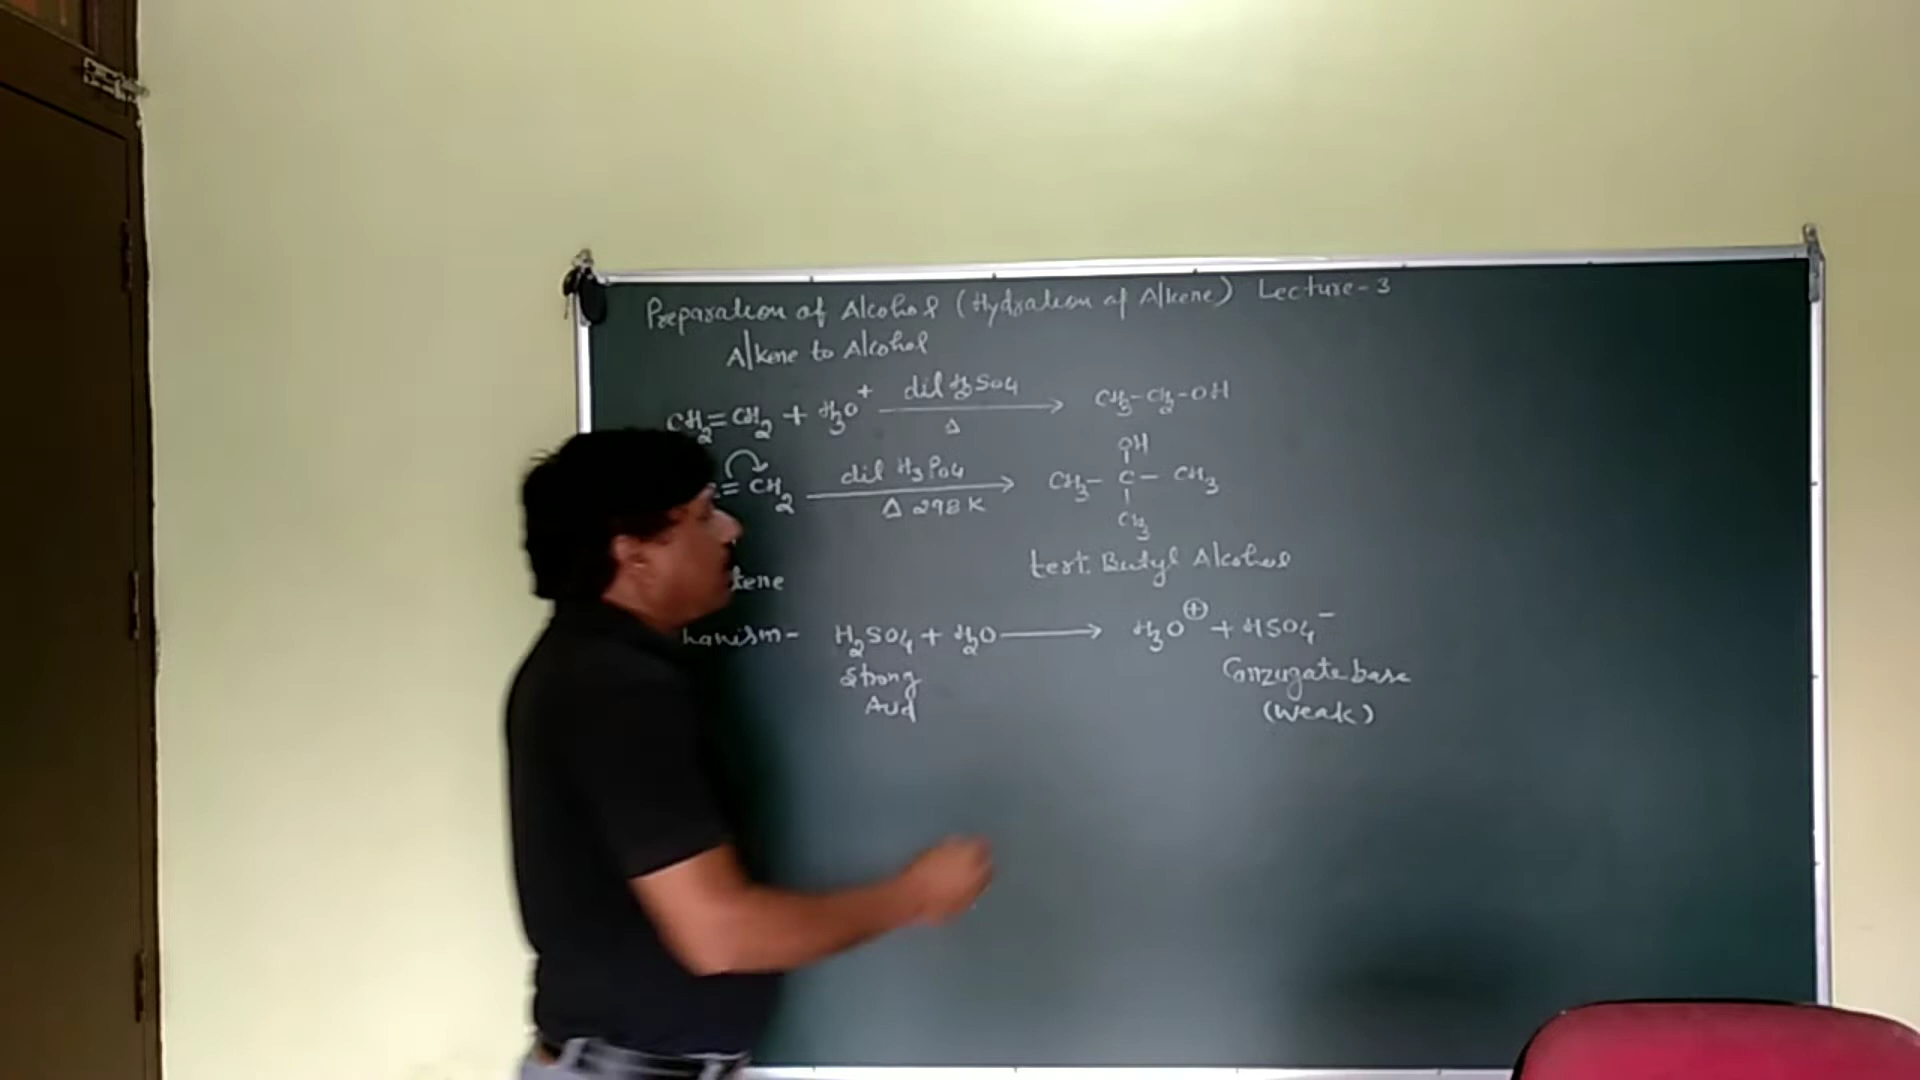 Preparation of Alcohol (Hydration of Alkene) Lecture-3
Alkene to Alcohol
CH2=CH2 + H3O+ dil H2SO4 Δ → CH3-CH2-OH
=CH2 dil H3PO4 Δ 298K → CH3-C-CH3
OH
CH3
tene tert. Butyl Alcohol
hanism- H2SO4 + H2O → H3O⊕ + HSO4−
Strong Conzugate base
Acid (weak)